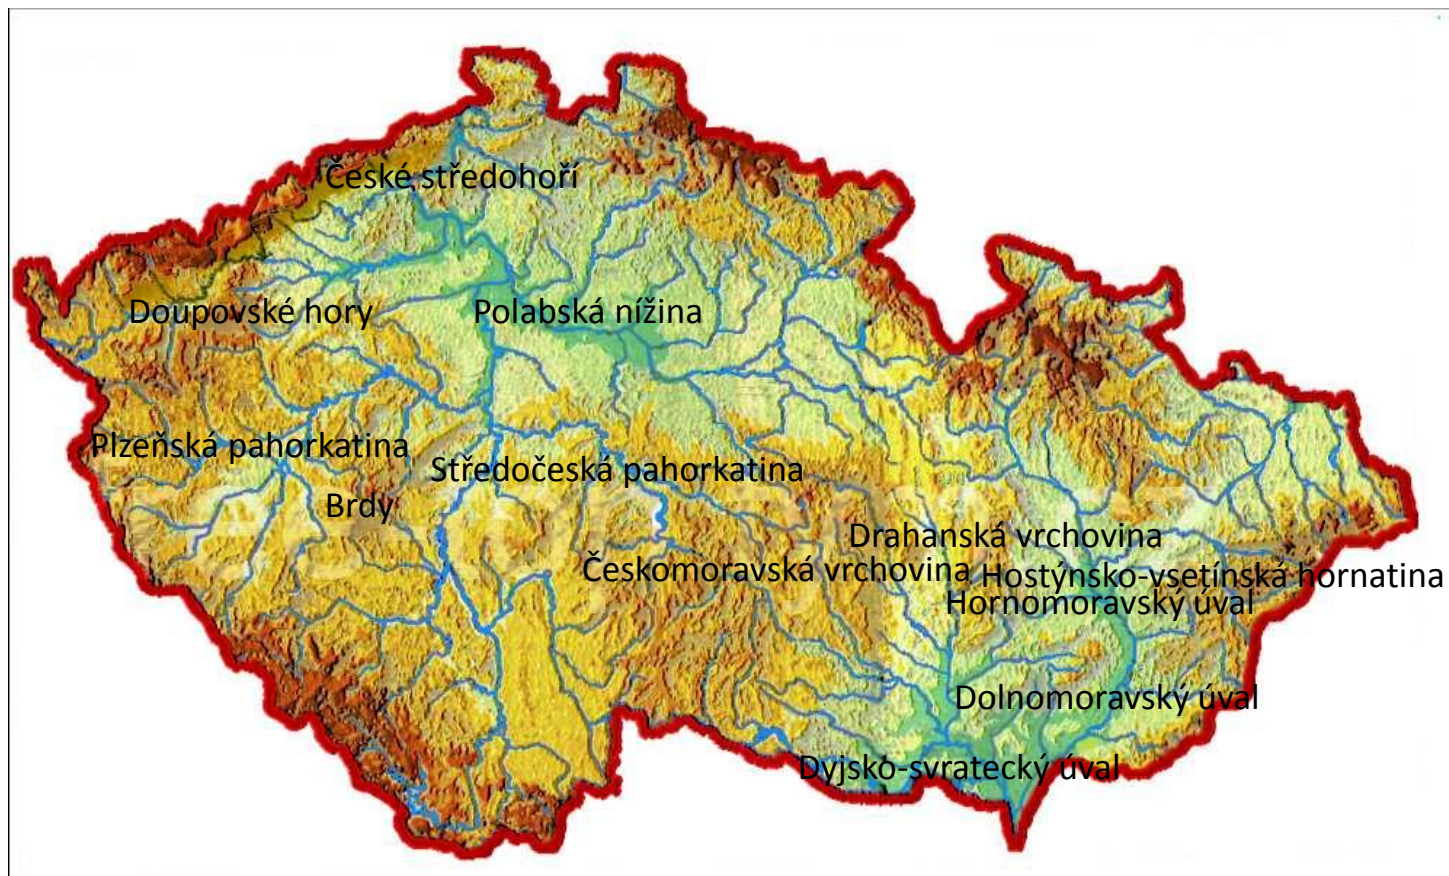 České středohoří
Doupovské hory
Polabská nížina
Plzeňská pahorkatina
Středočeská pahorkatina
Brdy
Drahanská vrchovina
Českomoravská vrchovina
Hostýnsko-vsetínská hornatina
Hornomoravský úval
Dolnomoravský úval
Dyjsko-svratecký úval